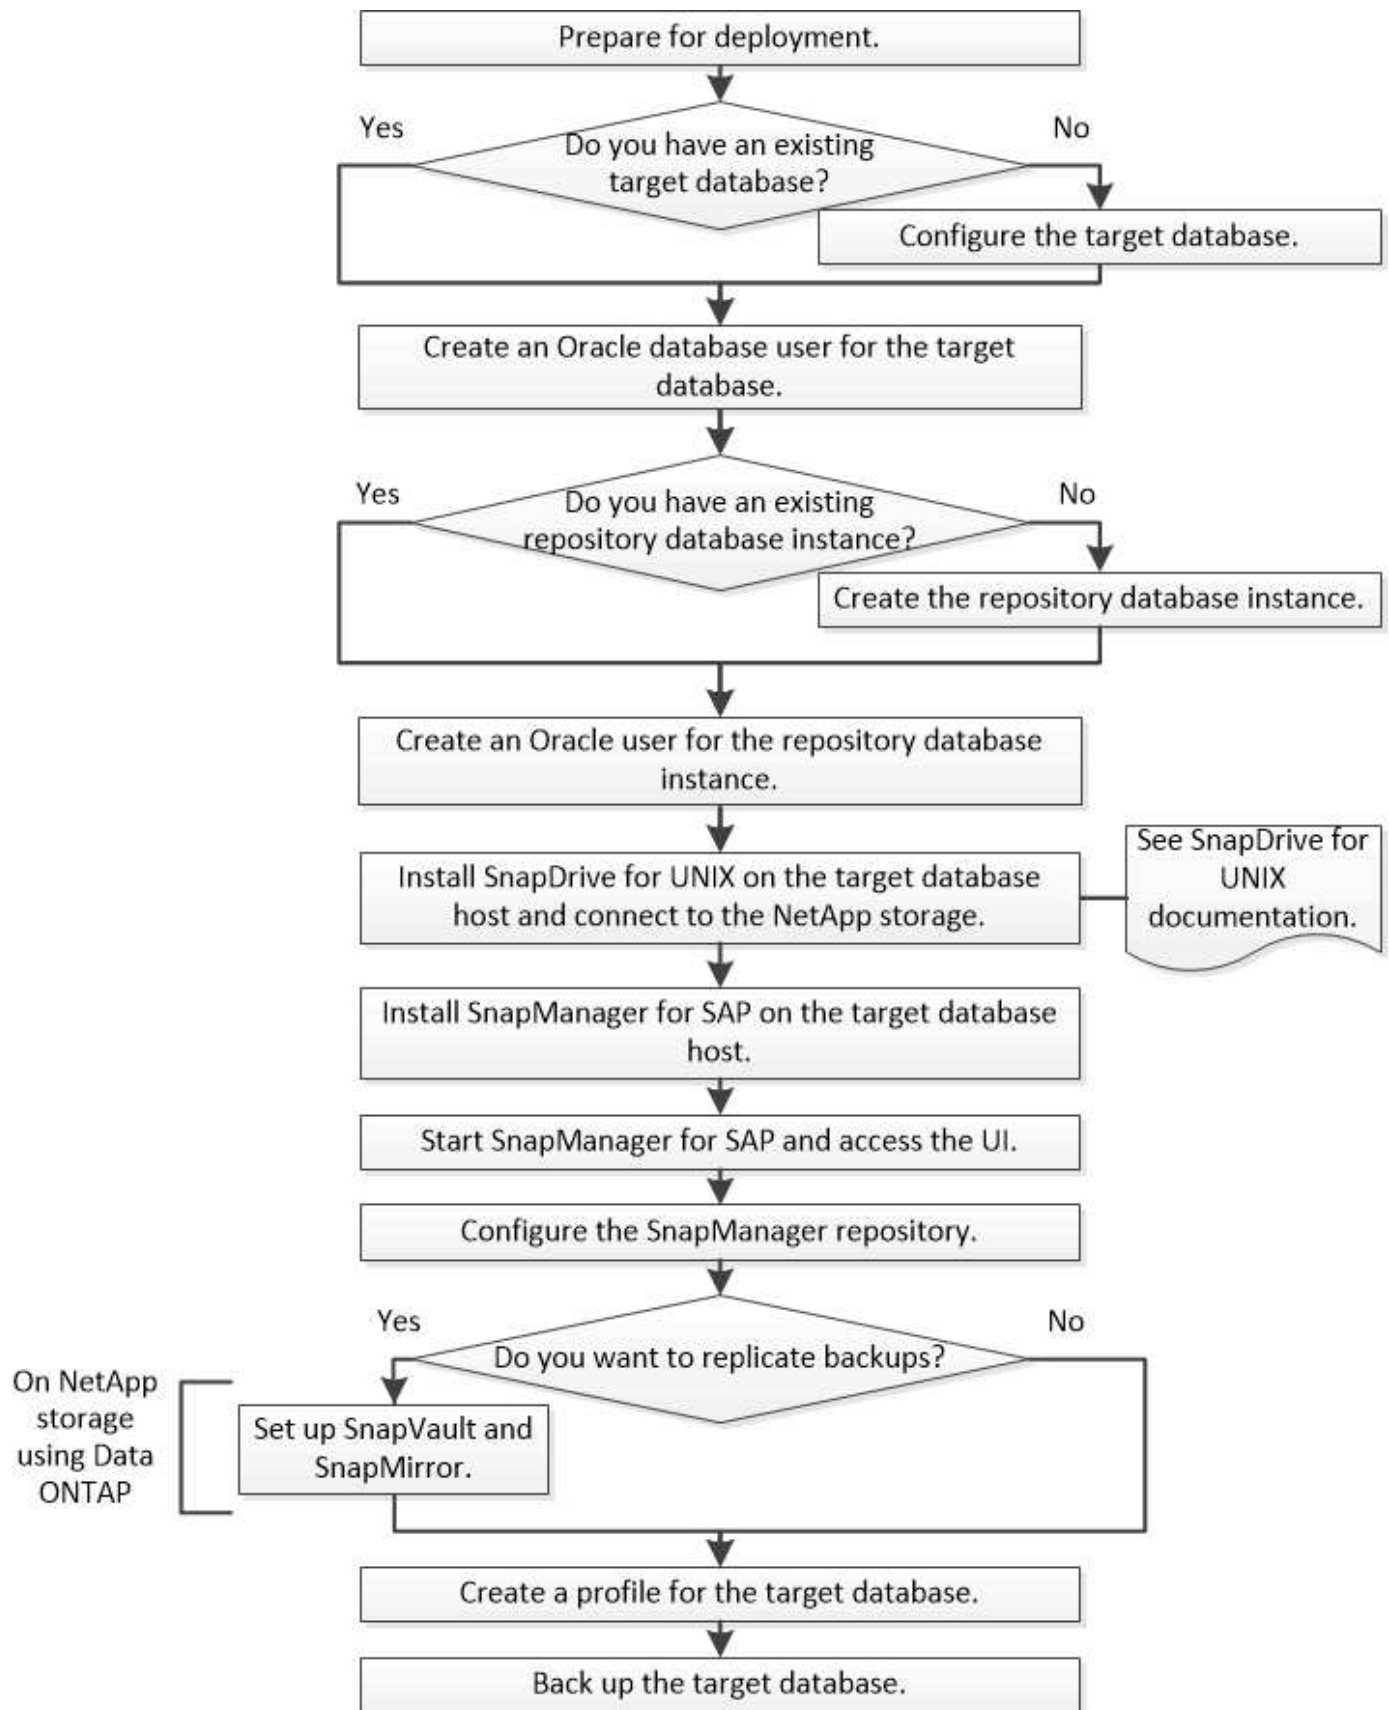 Prepare for deployment.
Yes
No
Do you have an existing
target database?
Configure the target database.
Create an Oracle database user for the target
database.
Yes
No
Do you have an existing
repository database instance?
Create the repository database instance.
Create an Oracle user for the repository database
instance.
Install SnapDrive for UNIX on the target database
host and connect to the NetApp storage.
See SnapDrive for
UNIX
documentation.
Install SnapManager for SAP on the target database
host.
Start SnapManager for SAP and access the UI.
Configure the SnapManager repository.
Yes
No
Do you want to replicate backups?
On NetApp
storage
using Data
ONTAP
Set up SnapVault and
SnapMirror.
Create a profile for the target database.
Back up the target database.